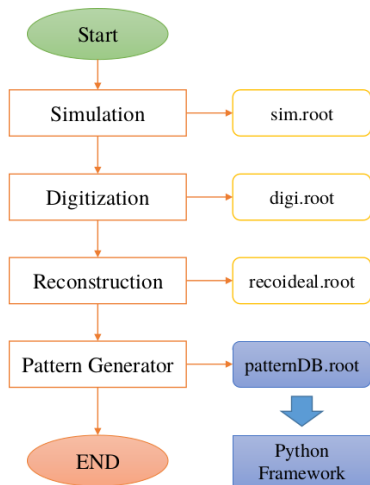 Start
Simulation
sim.root
Digitization
digi.root
Reconstruction
recoideal.root
Pattern Generator
patternDB.root
END
Python
Framework